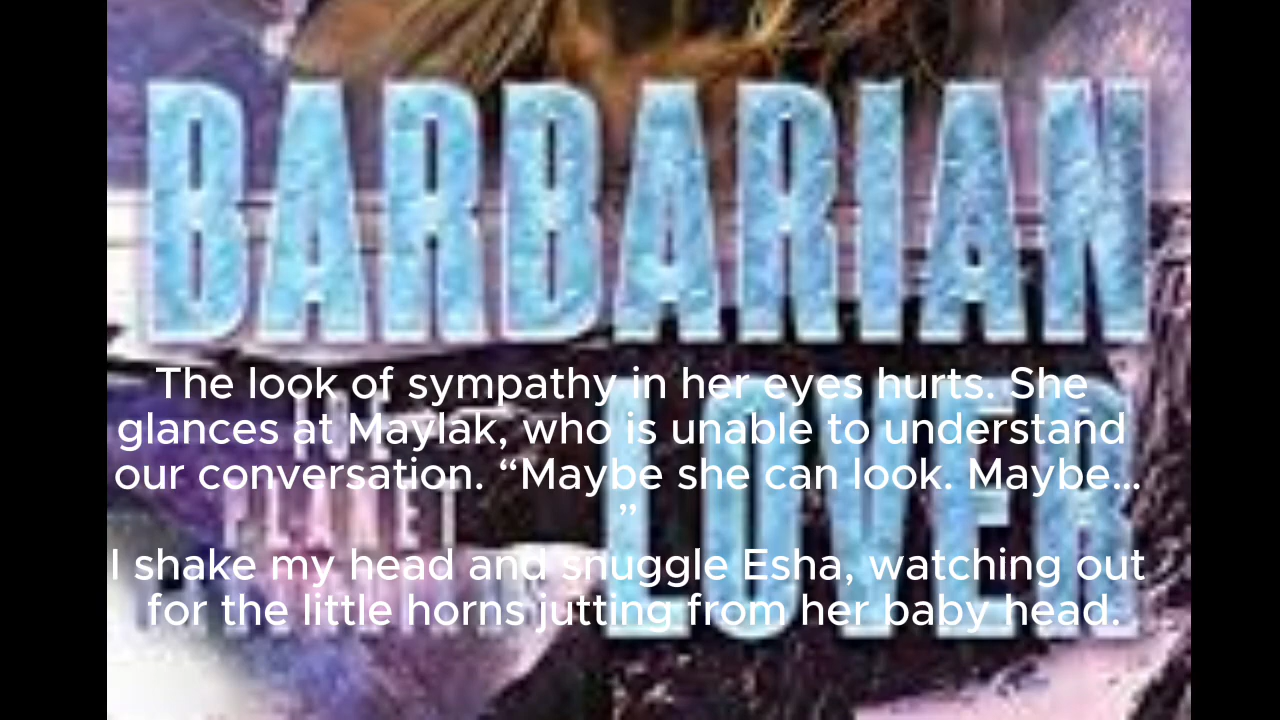 BARBARIAN
LOVER
ICE
PLANET
The look of sympathy in her eyes hurts. She
glances at Maylak, who is unable to understand
our conversation. “Maybe she can look. Maybe...
”
I shake my head and snuggle Esha, watching out
for the little horns jutting from her baby head.